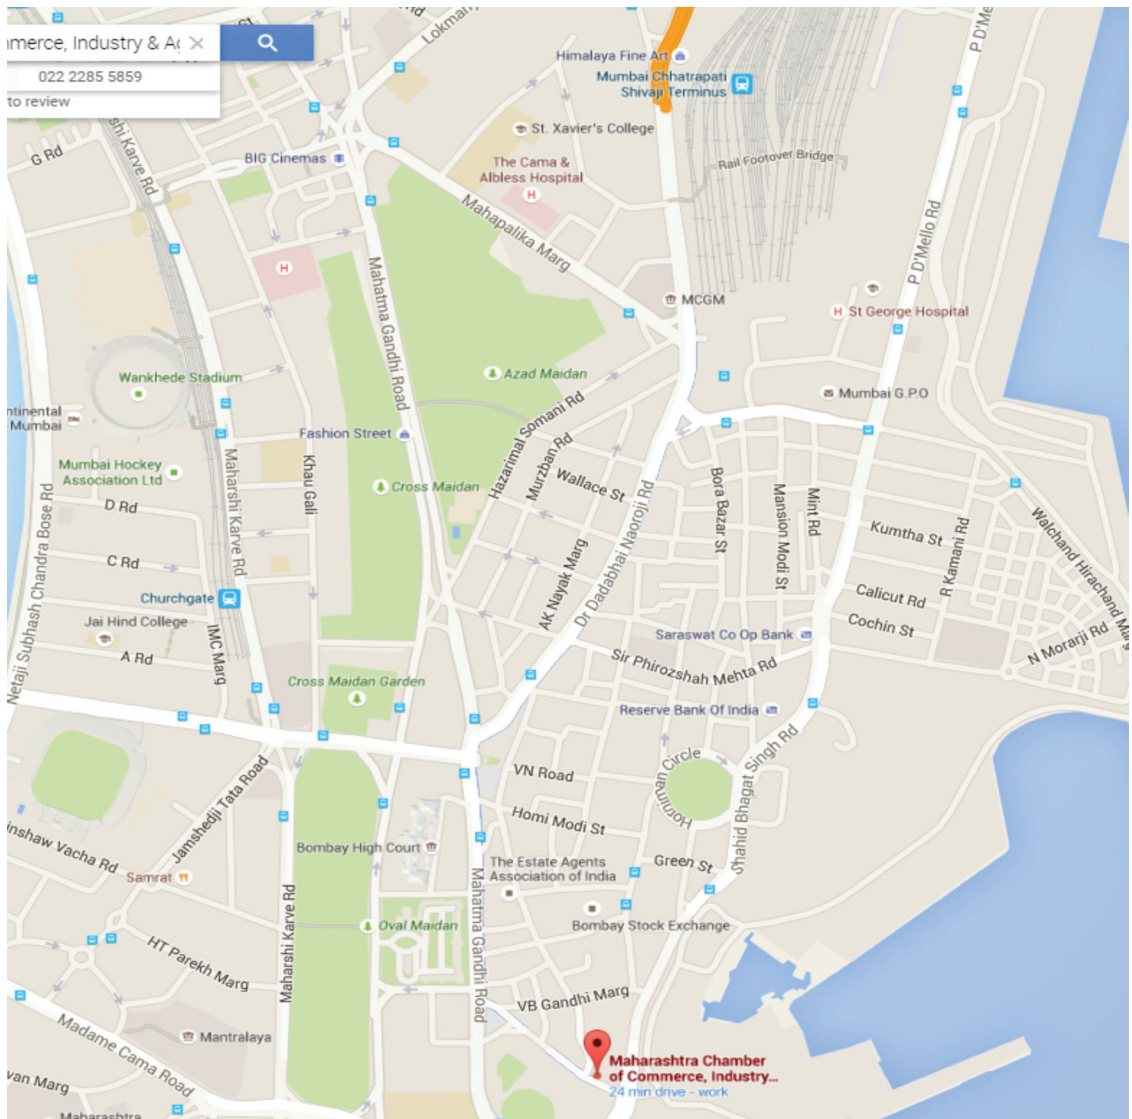 merce, Industry & Ag
022 2285 5859
to review
Lokman
Rd
P D'Me
Himalaya Fine Art
Mumbai Chhatrapati
Shivaji Terminus
St. Xavier's College
shi Karve Rd
G Rd
BIG Cinemas
The Cama &
Albless Hospital
H
Rail Footover Bridge
Mahapalika Marg
P D'Mello Rd
H
Mahatma Gandhi Road
MCGM
H
St George Hospital
Wankhede Stadium
Azad Maidan
Mumbai G.P.O
ntinental
Mumbai
Fashion Street
Hazarimal Somani Rd
Murzban Rd
Mumbai Hockey
Association Ltd
Maharshi Karve Rd
Khau Gali
Cross Maidan
Wallace St
Dr Dadabhai Naoroji Rd
Bora Bazar St
Mansion Modi St
Mint Rd
Netaji Subhash Chandra Bose Rd
D Rd
Kumtha St
R Kamani Rd
Walchand Hirachand Marg
C Rd
AK Nayak Marg
Churchgate
Calicut Rd
Jai Hind College
IMC Marg
Saraswat Co Op Bank
Cochin St
N Morarji Rd
A Rd
Sir Phirozshah Mehta Rd
Cross Maidan Garden
Reserve Bank Of India
Jamshedji Tata Road
VN Road
Horniman Circle
Shahid Bhagat Singh Rd
Homi Modi St
inshaw Vacha Rd
Bombay High Court
The Estate Agents
Association of India
Green St
Samrat
Maharshi Karve Rd
Mahatma Gandhi Road
Oval Maidan
Bombay Stock Exchange
HT Parekh Marg
VB Gandhi Marg
Madame Cama Road
Mantralaya
Maharashtra Chamber
of Commerce, Industry...
24 min drive - work
van Marg
Maharashtra